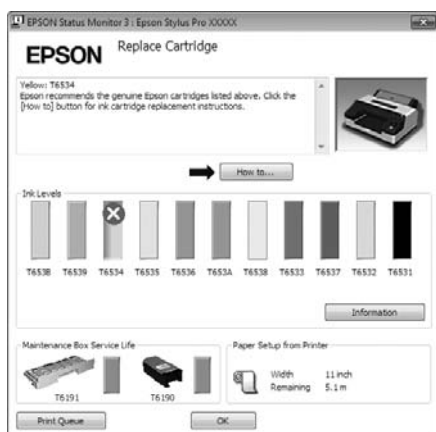 EPSON Status Monitor 3 : Epson Stylus Pro XXXXX
EPSON Replace Cartridge
Yellow: T6534
Epson recommends the genuine Epson cartridges listed above. Click the
[How to] button for ink cartridge replacement instructions.
How to...
Ink Levels
T653B T6539 T6534 T6535 T6536 T653A T6538 T6533 T6537 T6532 T6531
Information
Maintenance Box Service Life
T6191 T6190
Paper Setup from Printer
Width 11 inch
Remaining 5.1 m
Print Queue OK